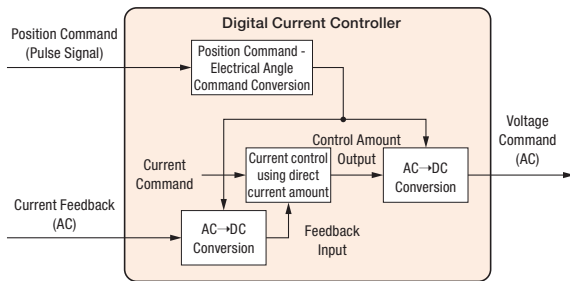 Digital Current Controller
Position Command
(Pulse Signal)
Position Command -
Electrical Angle
Command Conversion
Voltage
Command
(AC)
Control Amount
Output
Current
Command
Current control
using direct
current amount
AC→DC
Conversion
Current Feedback
(AC)
AC→DC
Conversion
Feedback
Input